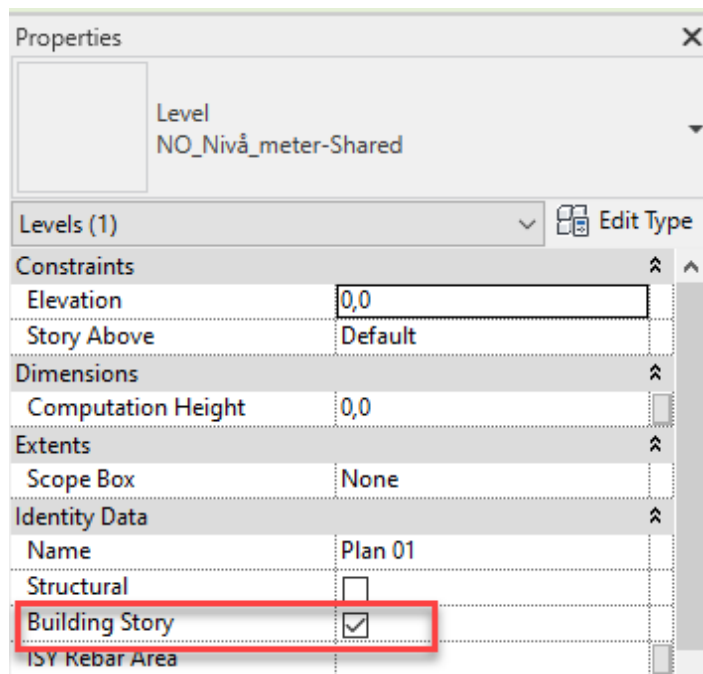 Properties
Level
NO_Nivå_meter-Shared
Levels (1) Edit Type
Constraints
Elevation 0,0
Story Above Default
Dimensions
Computation Height 0,0
Extents
Scope Box None
Identity Data
Name Plan 01
Structural
Building Story
ISY Rebar Area